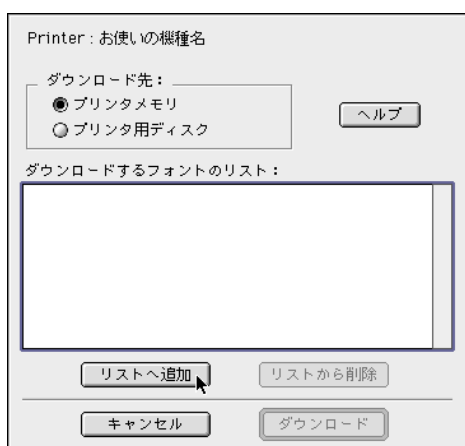 Printer : お使いの機種名
ダウンロード先：
プリンタメモリ
プリンタ用ディスク
ヘルプ
ダウンロードするフォントのリスト：
リストへ追加
リストから削除
キャンセル
ダウンロード